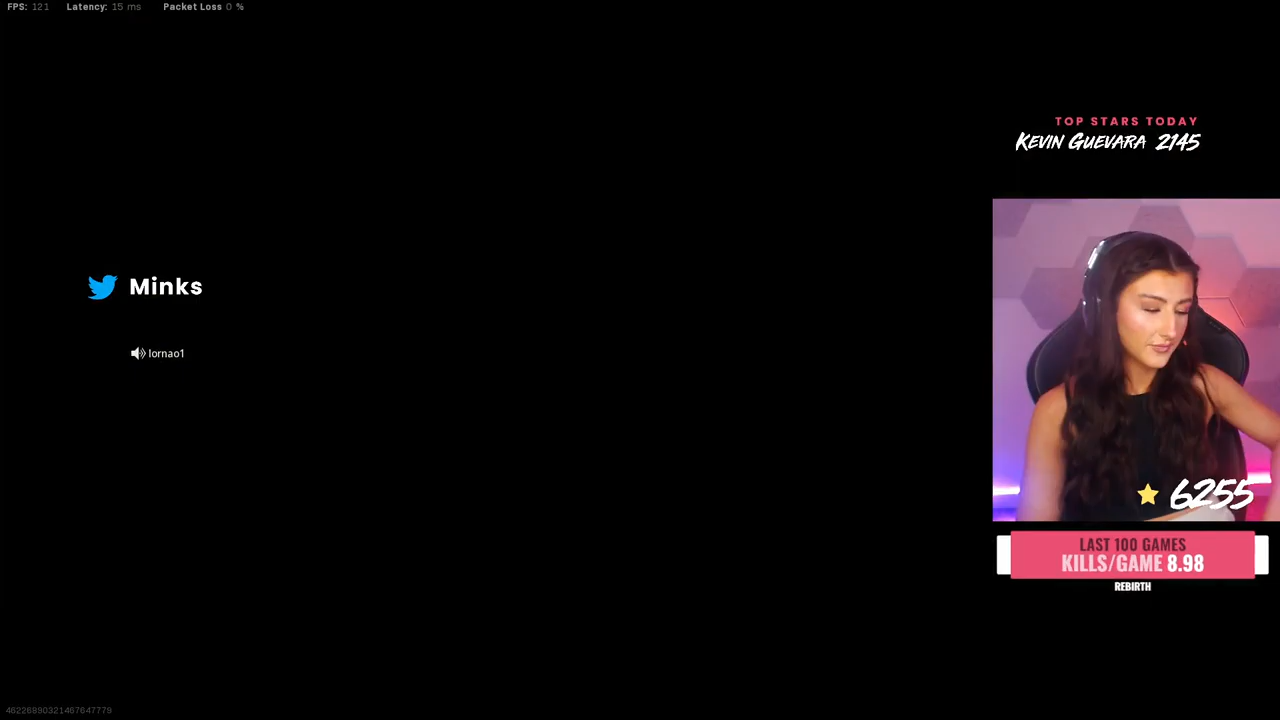 FPS: 121 Latency: 15 ms Packet Loss 0 %
TOP STARS TODAY
KEVIN GUEVARA 2145
Minks
lornao1
6255
LAST 100 GAMES
KILLS/GAME 8.98
REBIRTH
46226890321467647779